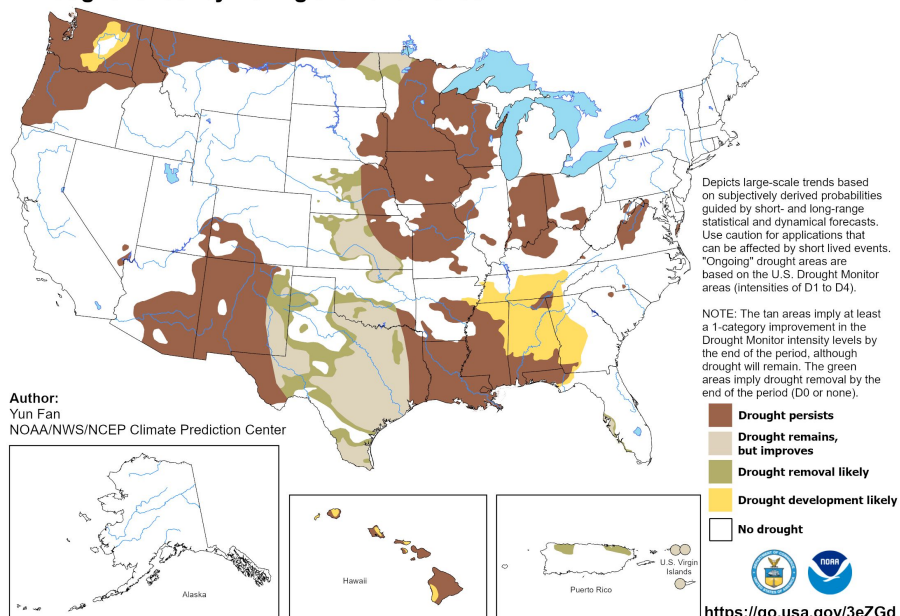 Depicts large-scale trends based
on subjectively derived probabilities
guided by short- and long-range
statistical and dynamical forecasts.
Use caution for applications that
can be affected by short lived events.
"Ongoing" drought areas are
based on the U.S. Drought Monitor
areas (intensities of D1 to D4).
NOTE: The tan areas imply at least
a 1-category improvement in the
Drought Monitor intensity levels by
the end of the period, although
drought will remain. The green
areas imply drought removal by the
end of the period (D0 or none).
Author:
Yun Fan
NOAA/NWS/NCEP Climate Prediction Center
Drought persists
Drought remains,
but improves
Drought removal likely
Drought development likely
No drought
Alaska
Hawaii
Puerto Rico
U.S. Virgin
Islands
NOAA
https://go.usa.gov/3eZGd